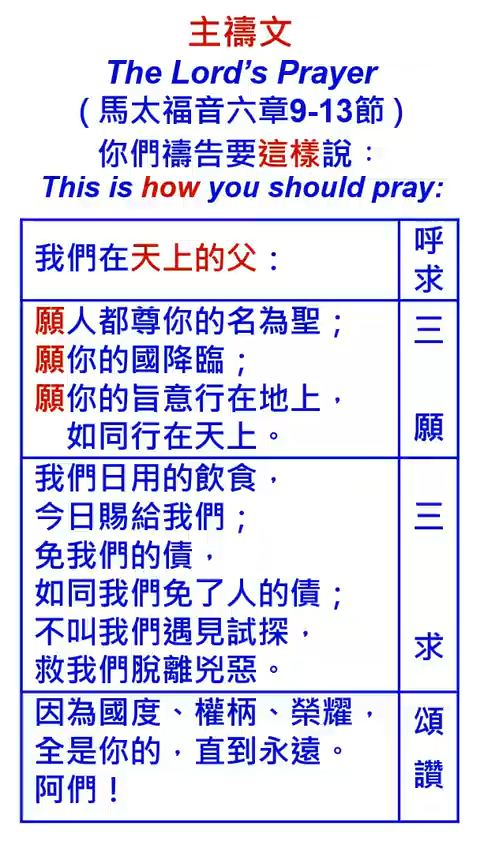 主禱文
The Lord's Prayer
（馬太福音六章9-13節）
你們禱告要這樣說：
This is how you should pray:
我們在天上的父：
呼求
願人都尊你的名為聖；
願你的國降臨；
願你的旨意行在地上，
如同行在天上。
三願
我們日用的飲食，
今日賜給我們；
免我們的債，
如同我們免了人的債；
不叫我們遇見試探，
救我們脫離兇惡。
三求
因為國度、權柄、榮耀，
全是你的，直到永遠。
阿們！
頌讚